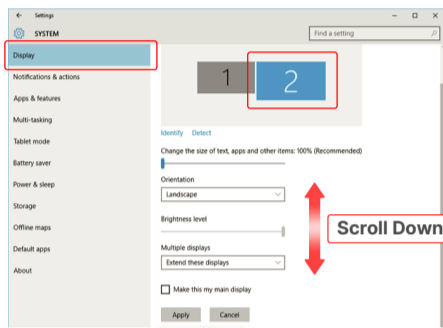 Settings
SYSTEM
Find a setting
Display
Notifications & actions
Apps & features
Multi-tasking
Tablet mode
Battery saver
Power & sleep
Storage
Offline maps
Default apps
About
1
2
Identify Detect
Change the size of text, apps and other items: 100% (Recommended)
Orientation
Landscape
Brightness level
Multiple displays
Extend these displays
Make this my main display
Apply Cancel
Scroll Down